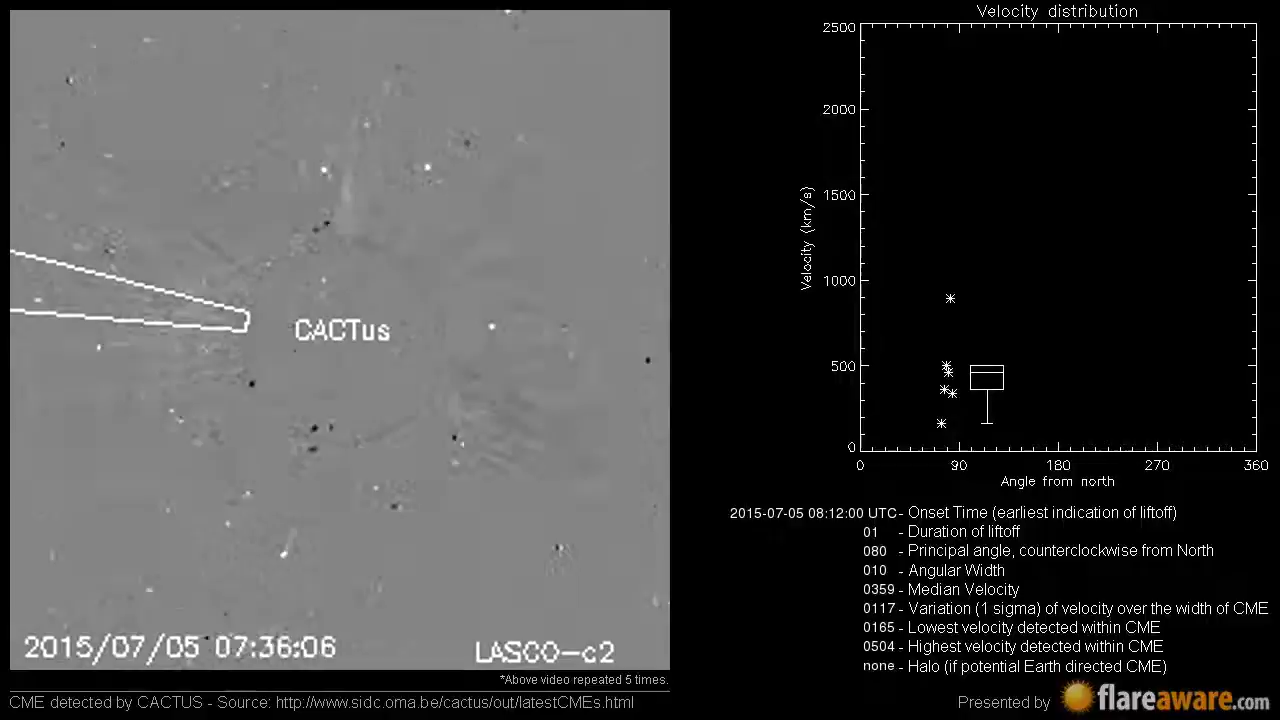 CACTus
2015/07/05 07:36:06
LASCO-c2
*Above video repeated 5 times.
CME detected by CACTUS - Source: http://www.sidc.oma.be/cactus/out/latestCMEs.html
Velocity distribution
2500
2000
1500
1000
500
0
Velocity (km/s)
0 90 180 270 360
Angle from north
2015-07-05 08:12:00 UTC - Onset Time (earliest indication of liftoff)
01 - Duration of liftoff
080 - Principal angle, counterclockwise from North
010 - Angular Width
0359 - Median Velocity
0117 - Variation (1 sigma) of velocity over the width of CME
0165 - Lowest velocity detected within CME
0504 - Highest velocity detected within CME
none - Halo (if potential Earth directed CME)
Presented by flareaware.com